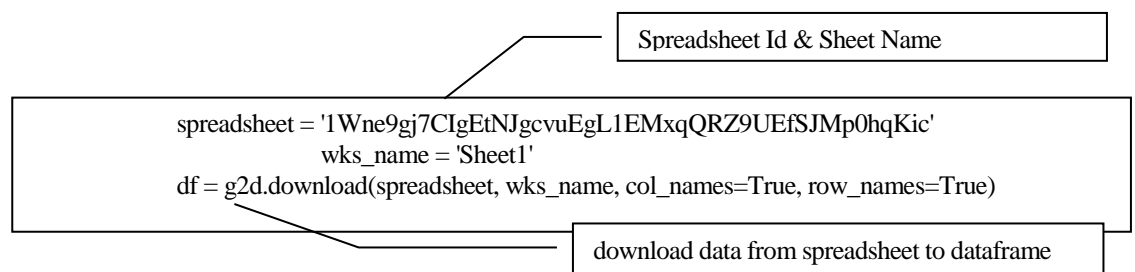 Spreadsheet Id & Sheet Name
spreadsheet = '1Wne9gj7CIgEtNJgcvuEgL1EMxqQRZ9UEfSJMp0hqKic'
wks_name = 'Sheet1'
df = g2d.download(spreadsheet, wks_name, col_names=True, row_names=True)
download data from spreadsheet to dataframe